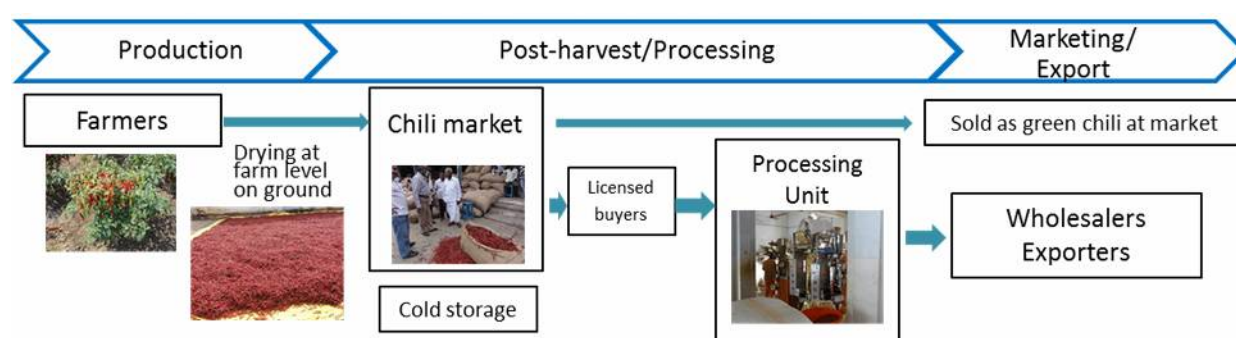 Production
Post-harvest/Processing
Marketing/
Export
Farmers
Drying at
farm level
on ground
Chili market
Cold storage
Licensed
buyers
Processing
Unit
Sold as green chili at market
Wholesalers
Exporters